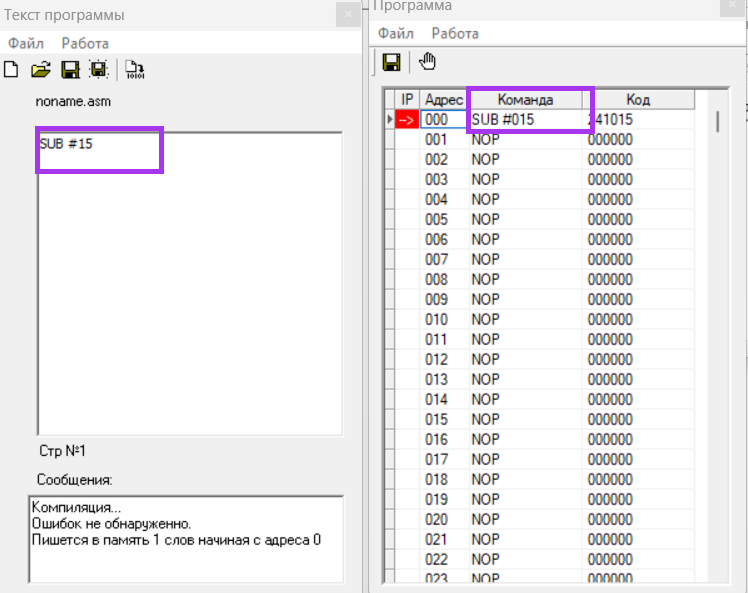 Текст программы
Файл Работа
noname.asm
SUB #15
Стр №1
Сообщения:
Компиляция...
Ошибок не обнаруженно.
Пишется в память 1 слов начиная с адреса 0
Программа
Файл Работа
IP Адрес Команда Код
--> 000 SUB #015 241015
001 NOP 000000
002 NOP 000000
003 NOP 000000
004 NOP 000000
005 NOP 000000
006 NOP 000000
007 NOP 000000
008 NOP 000000
009 NOP 000000
010 NOP 000000
011 NOP 000000
012 NOP 000000
013 NOP 000000
014 NOP 000000
015 NOP 000000
016 NOP 000000
017 NOP 000000
018 NOP 000000
019 NOP 000000
020 NOP 000000
021 NOP 000000
022 NOP 000000
023 NOP 000000